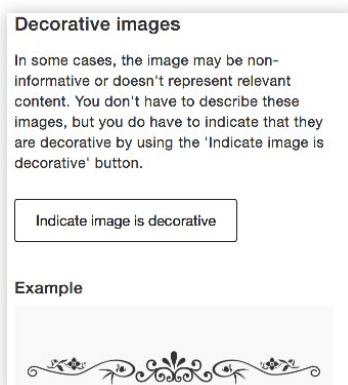 Decorative images
In some cases, the image may be non-
informative or doesn't represent relevant
content. You don't have to describe these
images, but you do have to indicate that they
are decorative by using the 'Indicate image is
decorative' button.
Indicate image is decorative
Example